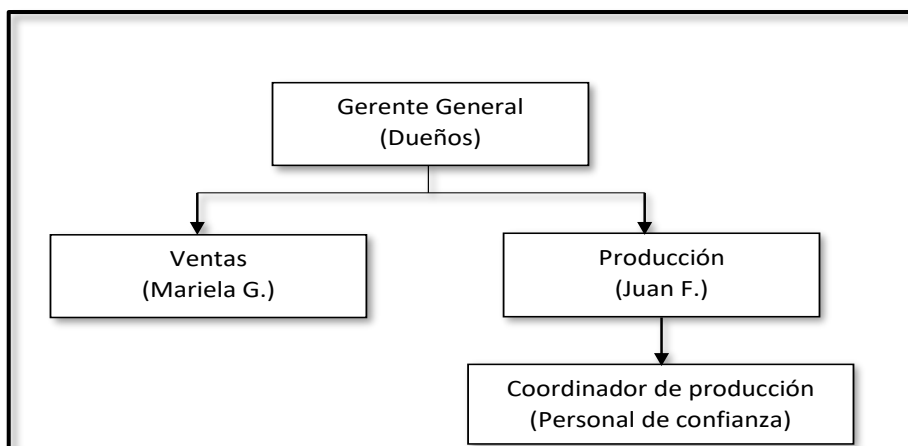 Gerente General
(Dueños)
Ventas
(Mariela G.)
Producción
(Juan F.)
Coordinador de producción
(Personal de confianza)